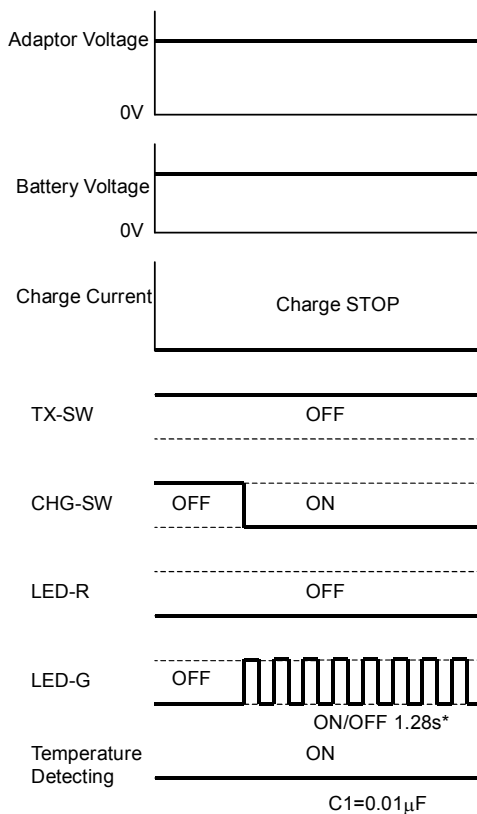 Adaptor Voltage
0V
Battery Voltage
0V
Charge Current
Charge STOP
TX-SW
OFF
CHG-SW
OFF
ON
LED-R
OFF
LED-G
OFF
ON/OFF 1.28s*
Temperature
Detecting
ON
C1=0.01μF